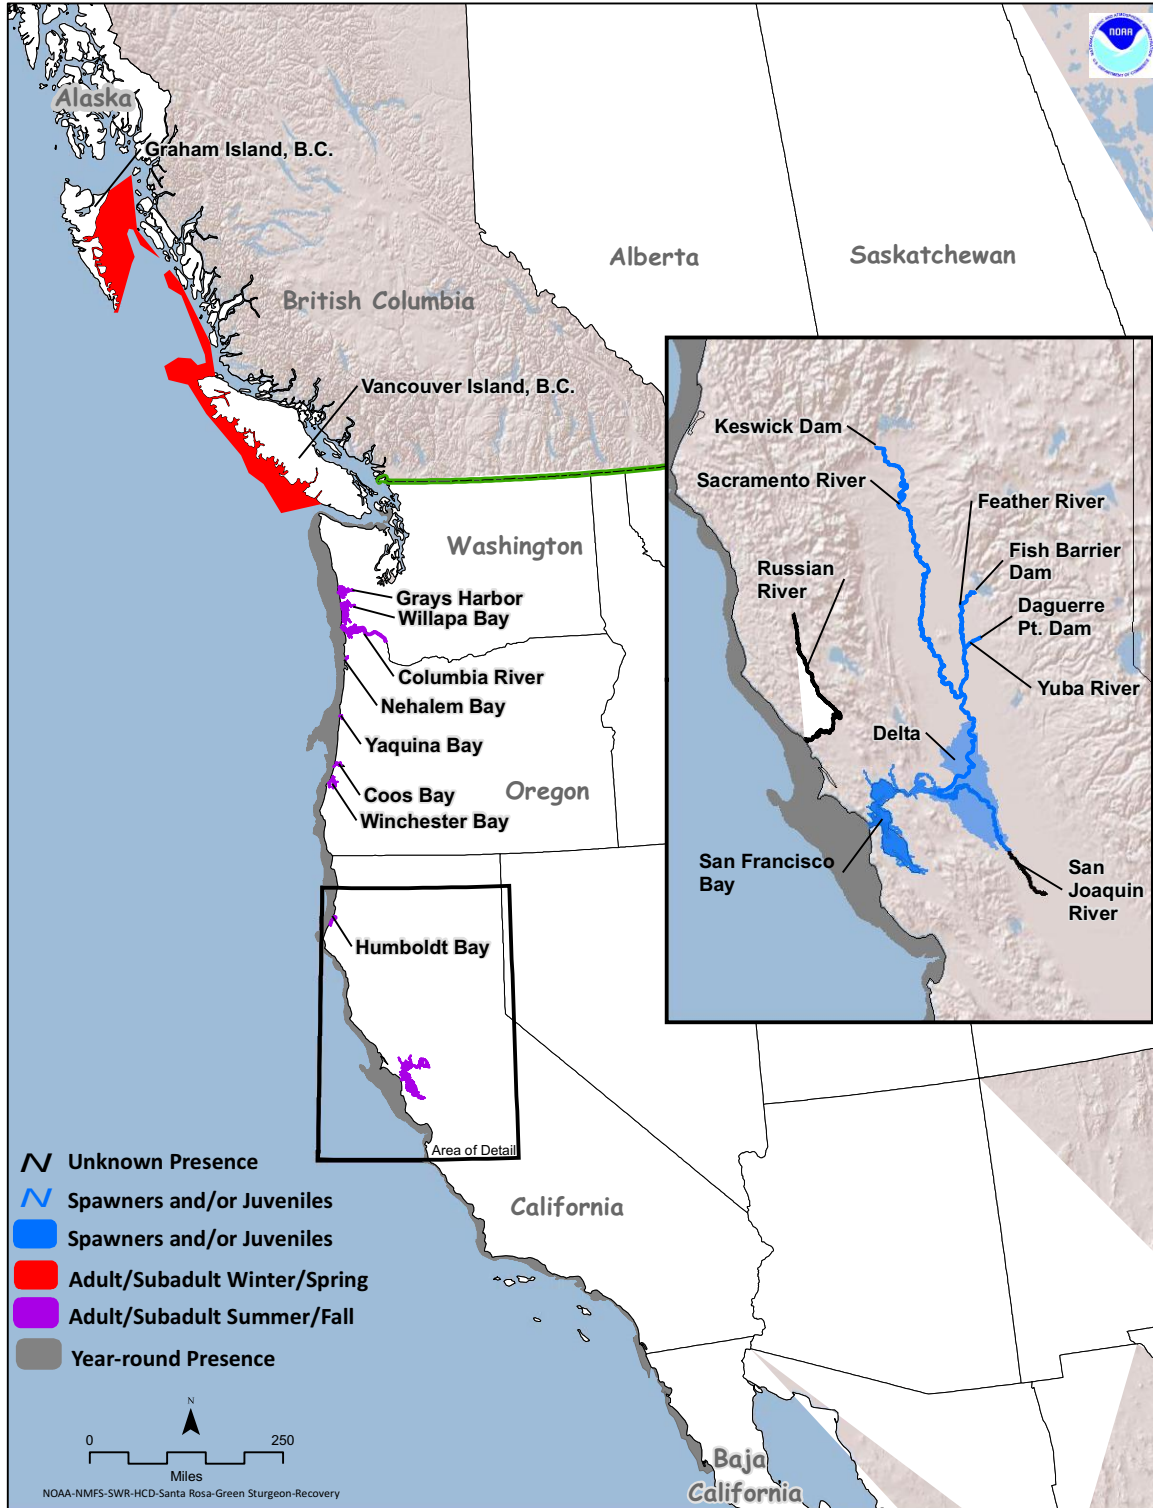 NOAA
Alaska
Graham Island, B.C.
Alberta
Saskatchewan
British Columbia
Vancouver Island, B.C.
Washington
Grays Harbor
Willapa Bay
Columbia River
Nehalem Bay
Yaquina Bay
Coos Bay
Oregon
Winchester Bay
Humboldt Bay
Area of Detail
California
Baja
California
Keswick Dam
Sacramento River
Feather River
Fish Barrier
Dam
Russian
River
Daguerre
Pt. Dam
Yuba River
Delta
San Francisco
Bay
San
Joaquin
River
Unknown Presence
Spawners and/or Juveniles
Spawners and/or Juveniles
Adult/Subadult Winter/Spring
Adult/Subadult Summer/Fall
Year-round Presence
N
0 250
Miles
NOAA-NMFS-SWR-HCD-Santa Rosa-Green Sturgeon-Recovery